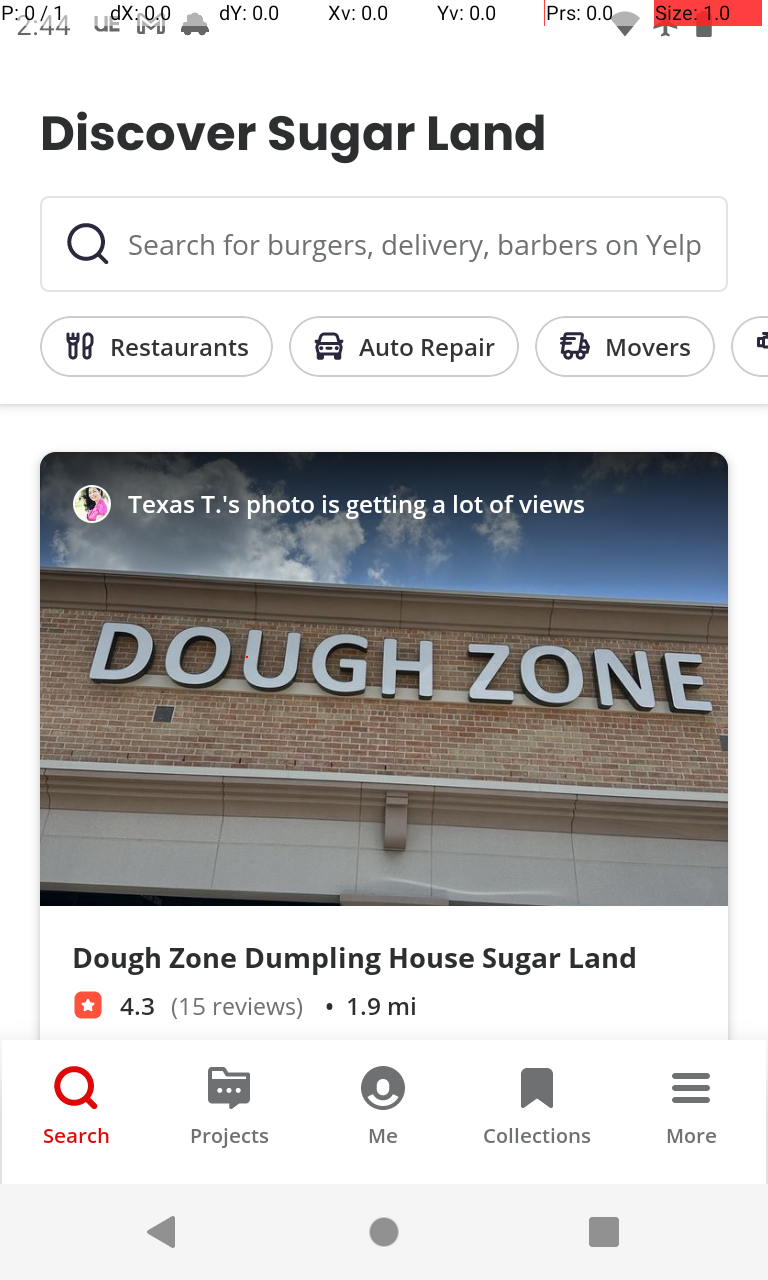 P: 0 / 1 dX: 0.0 dY: 0.0 Xv: 0.0 Yv: 0.0 Prs: 0.0 Size: 1.0
2:44 UE
Discover Sugar Land
Search for burgers, delivery, barbers on Yelp
Restaurants Auto Repair Movers
Texas T.'s photo is getting a lot of views
DOUGH ZONE
Dough Zone Dumpling House Sugar Land
4.3 (15 reviews) • 1.9 mi
Search Projects Me Collections More